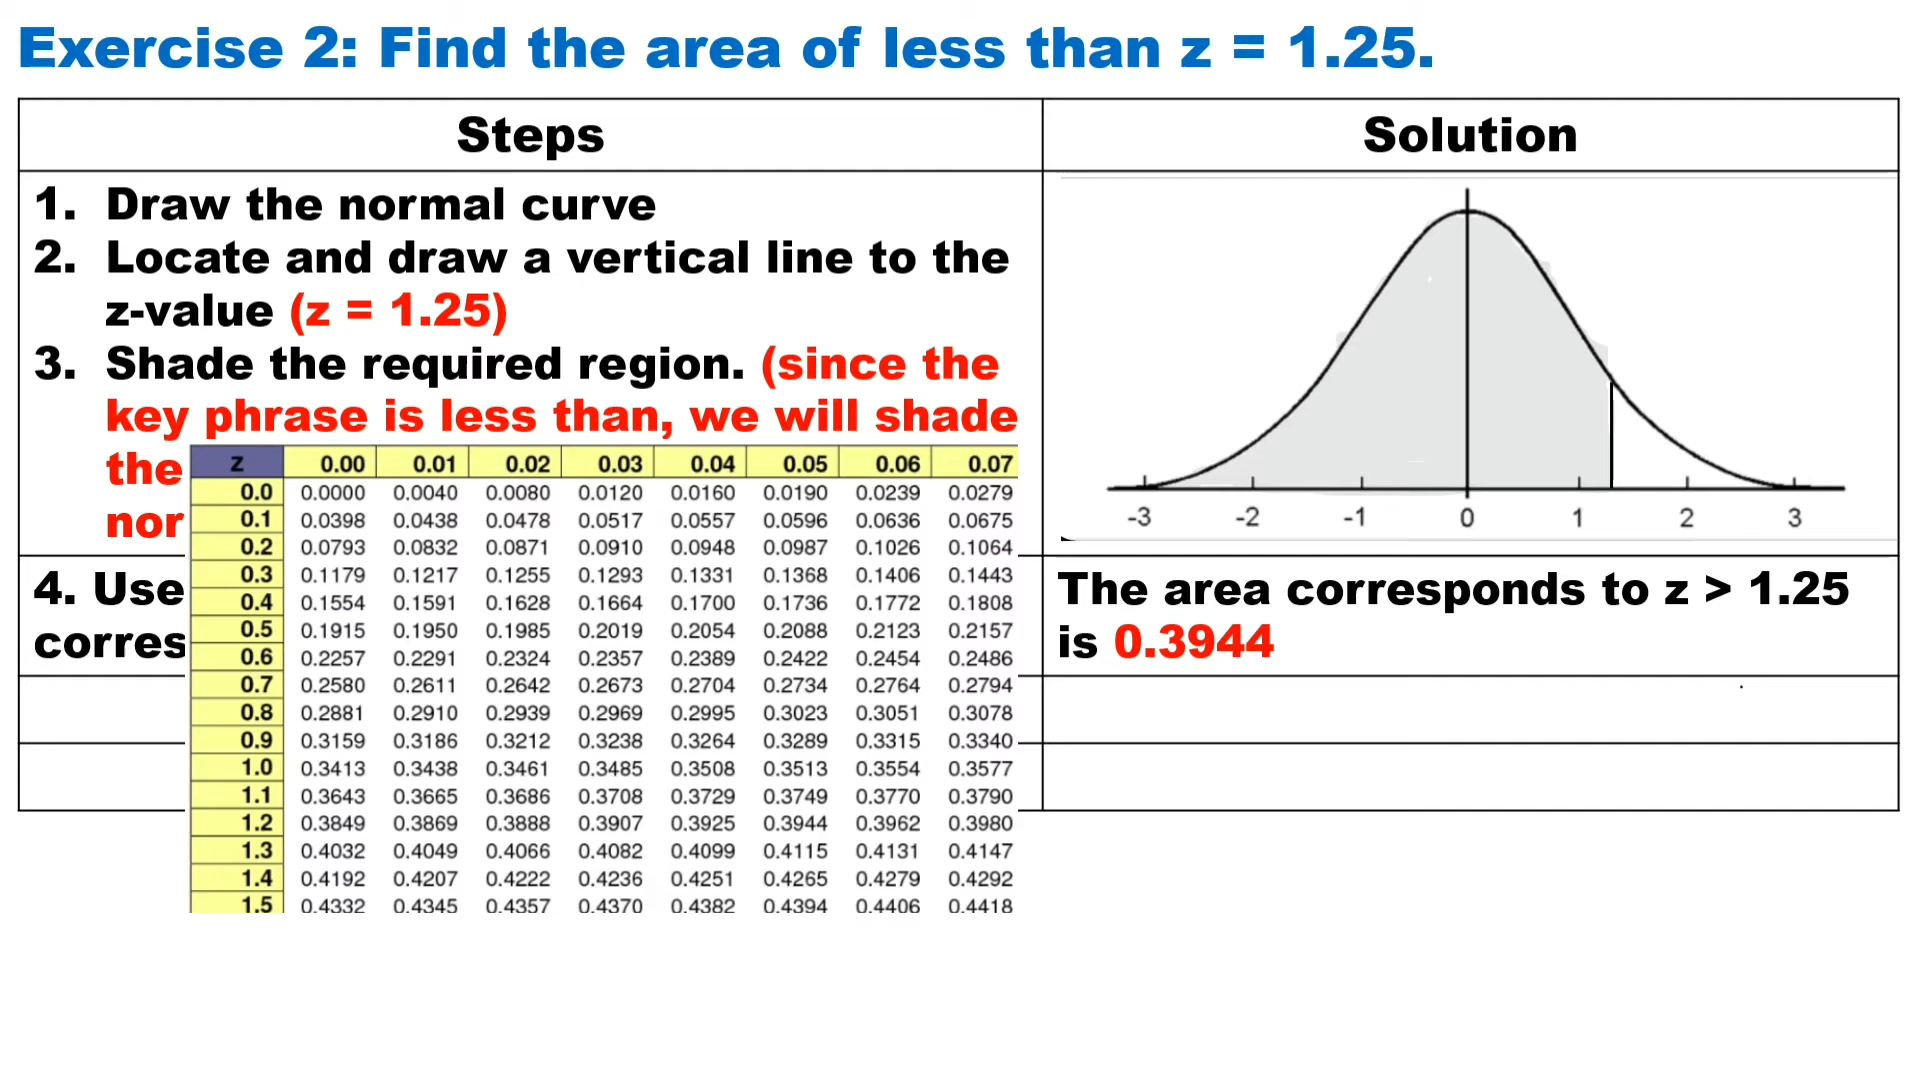 Exercise 2: Find the area of less than z = 1.25.
Steps
Solution
1. Draw the normal curve
2. Locate and draw a vertical line to the
z-value (z = 1.25)
3. Shade the required region. (since the
key phrase is less than, we will shade
the
nor
4. Use
corres
z 0.00 0.01 0.02 0.03 0.04 0.05 0.06 0.07
0.0 0.0000 0.0040 0.0080 0.0120 0.0160 0.0190 0.0239 0.0279
0.1 0.0398 0.0438 0.0478 0.0517 0.0557 0.0596 0.0636 0.0675
0.2 0.0793 0.0832 0.0871 0.0910 0.0948 0.0987 0.1026 0.1064
0.3 0.1179 0.1217 0.1255 0.1293 0.1331 0.1368 0.1406 0.1443
0.4 0.1554 0.1591 0.1628 0.1664 0.1700 0.1736 0.1772 0.1808
0.5 0.1915 0.1950 0.1985 0.2019 0.2054 0.2088 0.2123 0.2157
0.6 0.2257 0.2291 0.2324 0.2357 0.2389 0.2422 0.2454 0.2486
0.7 0.2580 0.2611 0.2642 0.2673 0.2704 0.2734 0.2764 0.2794
0.8 0.2881 0.2910 0.2939 0.2969 0.2995 0.3023 0.3051 0.3078
0.9 0.3159 0.3186 0.3212 0.3238 0.3264 0.3289 0.3315 0.3340
1.0 0.3413 0.3438 0.3461 0.3485 0.3508 0.3513 0.3554 0.3577
1.1 0.3643 0.3665 0.3686 0.3708 0.3729 0.3749 0.3770 0.3790
1.2 0.3849 0.3869 0.3888 0.3907 0.3925 0.3944 0.3962 0.3980
1.3 0.4032 0.4049 0.4066 0.4082 0.4099 0.4115 0.4131 0.4147
1.4 0.4192 0.4207 0.4222 0.4236 0.4251 0.4265 0.4279 0.4292
1.5 0.4332 0.4345 0.4357 0.4370 0.4382 0.4394 0.4406 0.4418
-3 -2 -1 0 1 2 3
The area corresponds to z > 1.25
is 0.3944